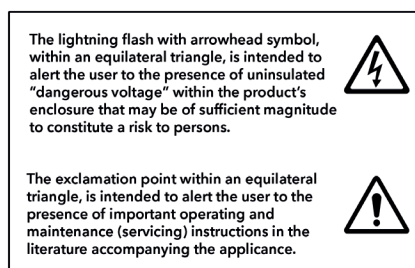 The lightning flash with arrowhead symbol,
within an equilateral triangle, is intended to
alert the user to the presence of uninsulated
“dangerous voltage” within the product’s
enclosure that may be of sufficient magnitude
to constitute a risk to persons.
The exclamation point within an equilateral
triangle, is intended to alert the user to the
presence of important operating and
maintenance (servicing) instructions in the
literature accompanying the applicance.